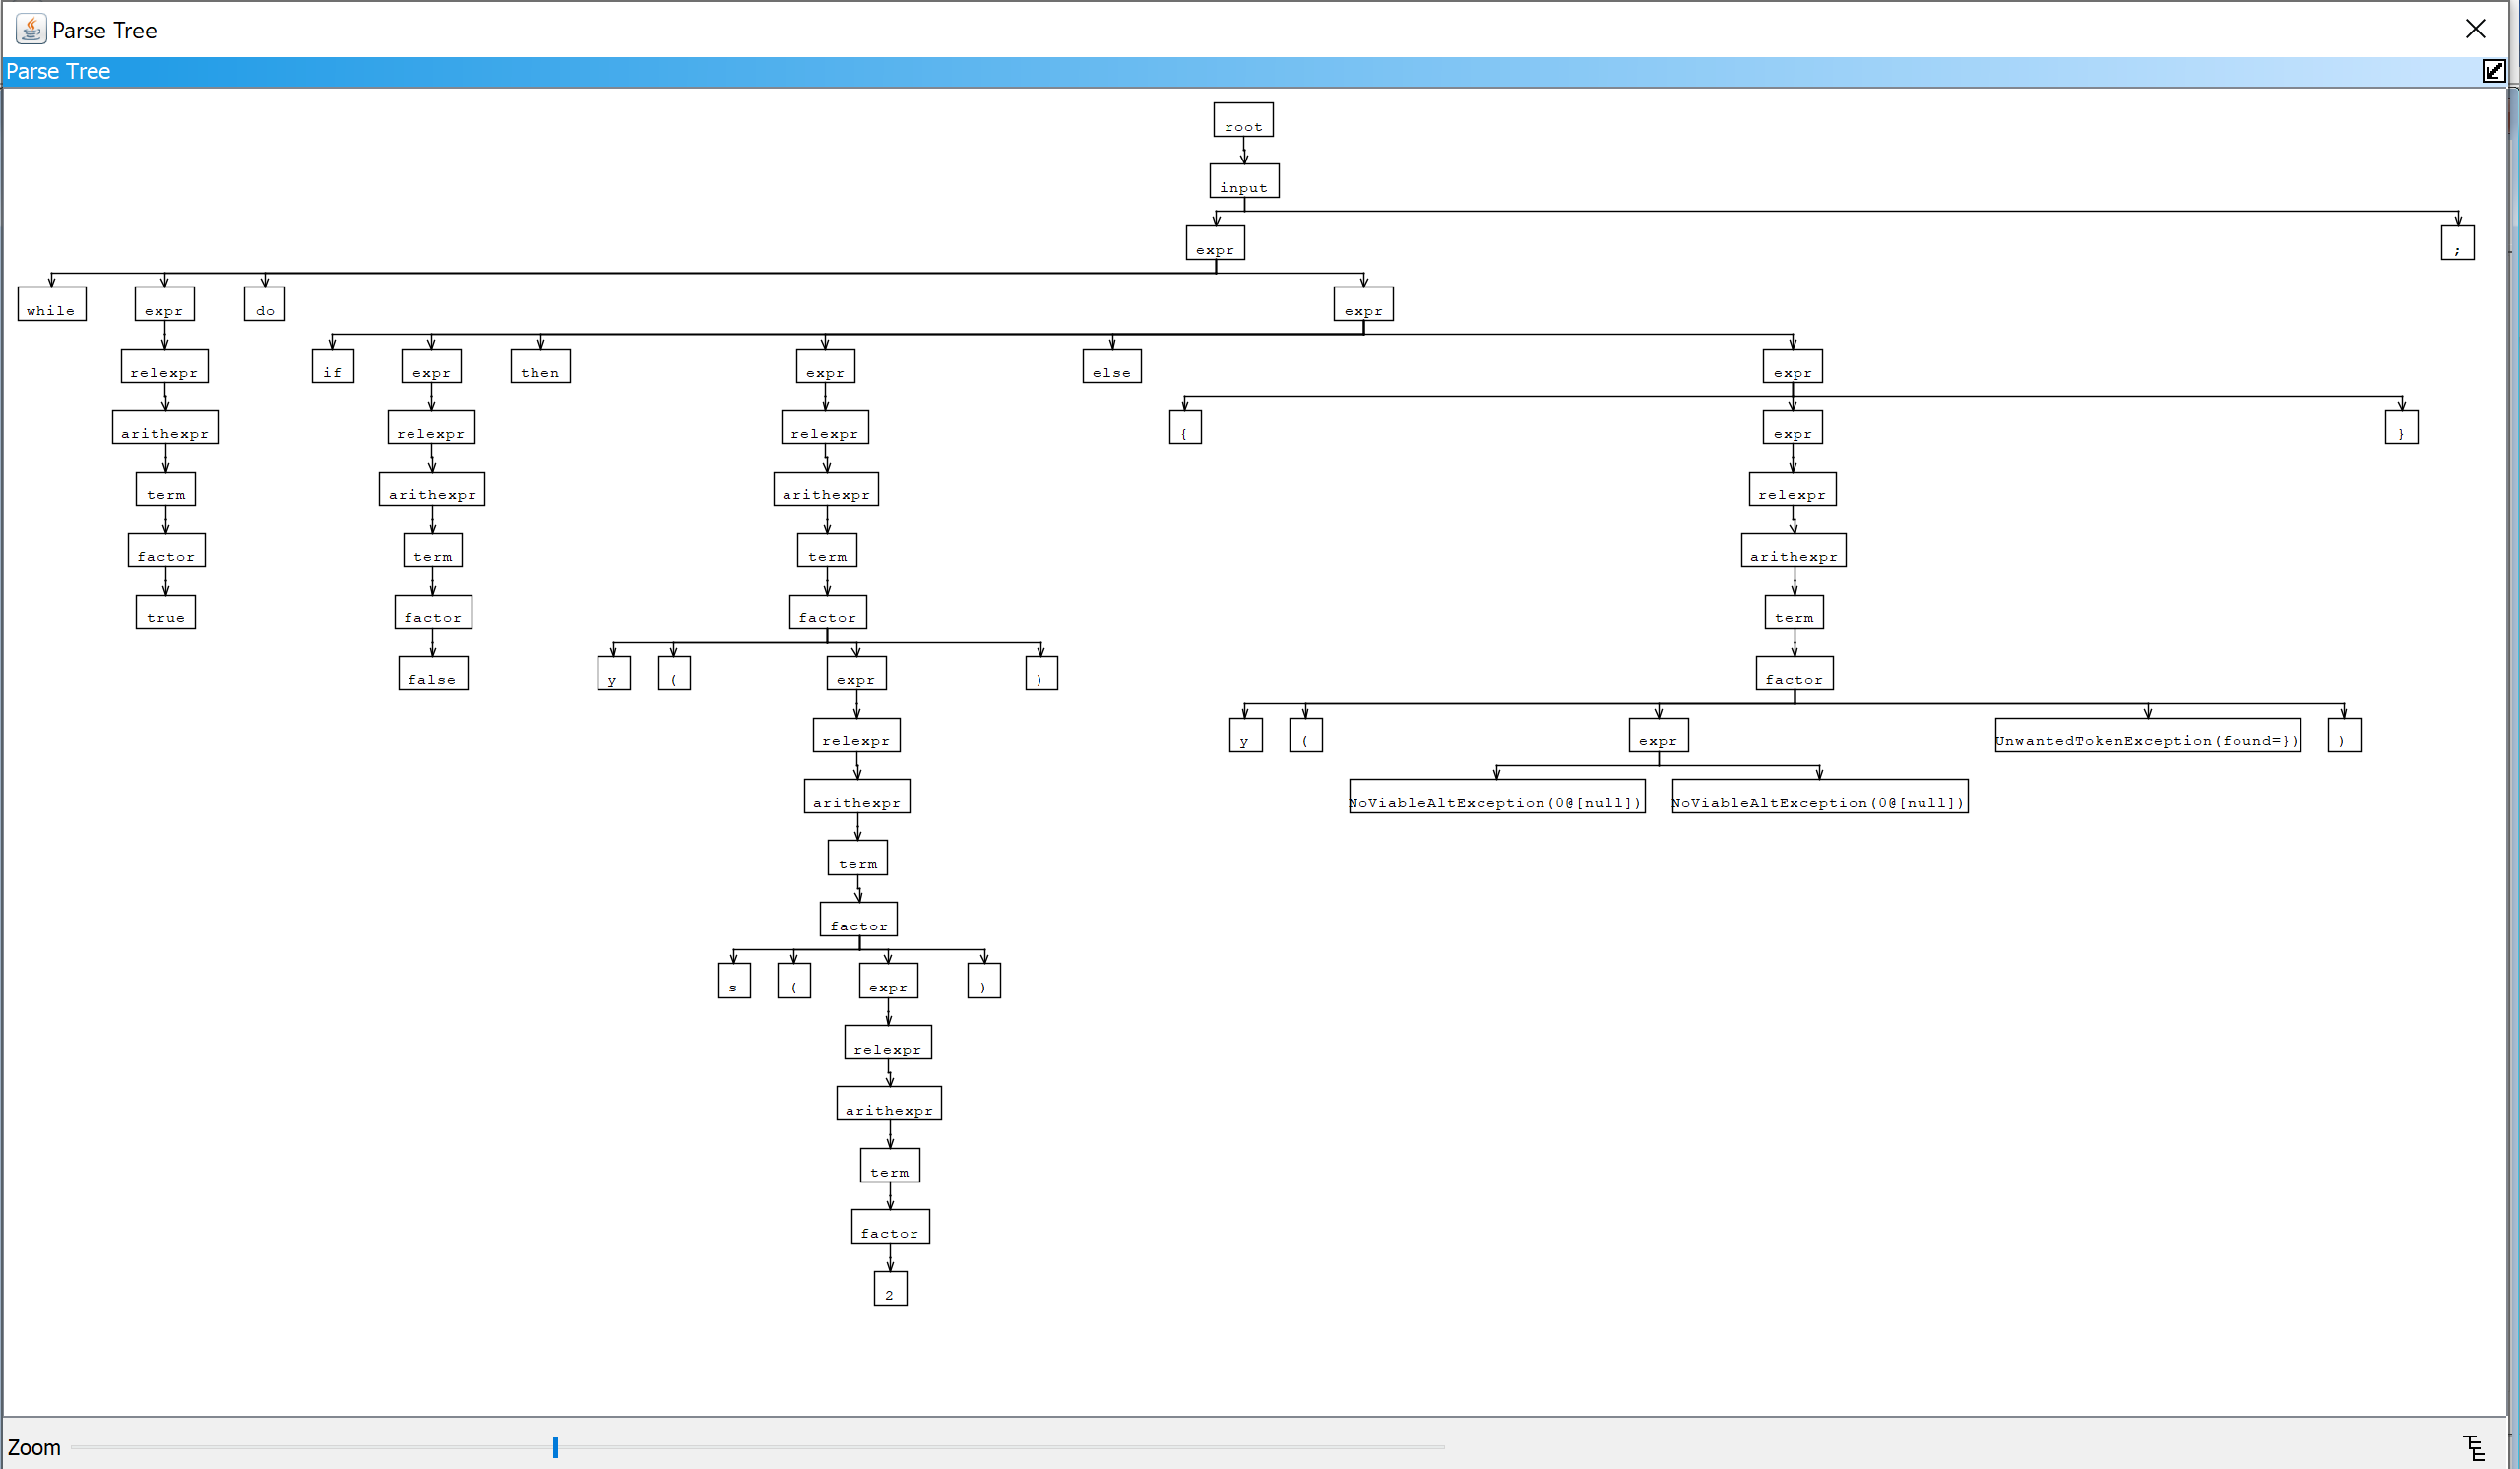 Parse Tree
Parse Tree
root
input
expr ;
while expr do expr
relexpr if expr then expr else expr
arithexpr relexpr relexpr { expr }
term arithexpr arithexpr relexpr
factor term term arithexpr
true factor factor term
false y ( expr ) factor
relexpr y ( expr UnwantedTokenException(found=}) )
arithexpr NoViableAltException(0@[null]) NoViableAltException(0@[null])
term
factor
s ( expr )
relexpr
arithexpr
term
factor
2
Zoom